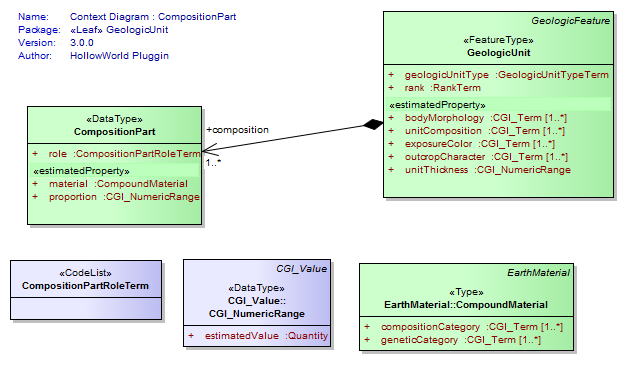 Name: Context Diagram : CompositionPart
Package: «Leaf» GeologicUnit
Version: 3.0.0
Author: HollowWorld Pluggin
GeologicFeature
«FeatureType»
GeologicUnit
+ geologicUnitType :GeologicUnitTypeTerm
+ rank :RankTerm
«estimatedProperty»
+ bodyMorphology :CGI_Term [1..*]
+ unitComposition :CGI_Term [1..*]
+ exposureColor :CGI_Term [1..*]
+ outcropCharacter :CGI_Term [1..*]
+ unitThickness :CGI_NumericRange
«DataType»
CompositionPart
+ role :CompositionPartRoleTerm
«estimatedProperty»
+ material :CompoundMaterial
+ proportion :CGI_NumericRange
+composition
1..*
«CodeList»
CompositionPartRoleTerm
CGI_Value
«DataType»
CGI_Value::
CGI_NumericRange
+ estimatedValue :Quantity
EarthMaterial
«Type»
EarthMaterial::CompoundMaterial
+ compositionCategory :CGI_Term [1..*]
+ geneticCategory :CGI_Term [1..*]